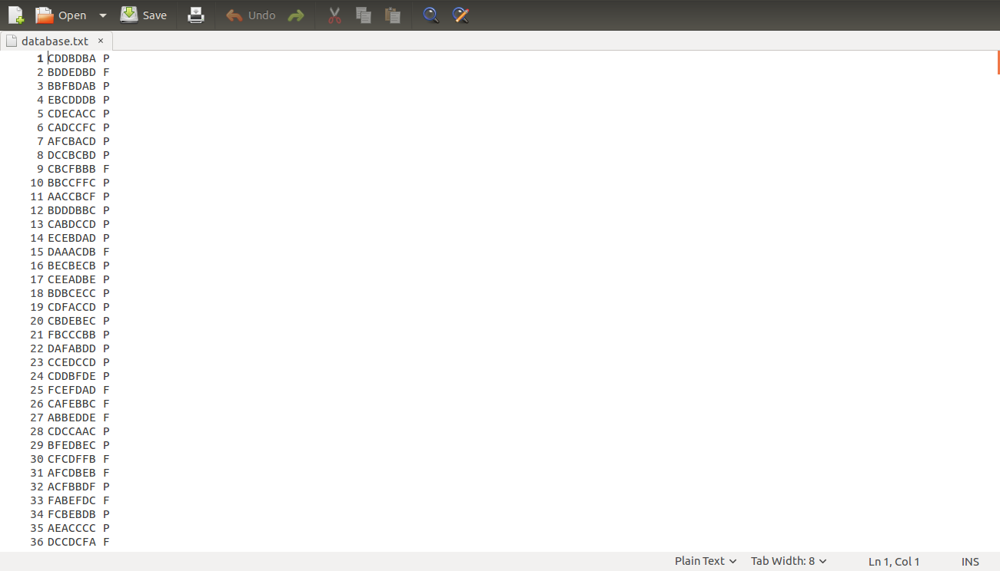 Open Save Undo
database.txt ×
1 CDDBDBA P
2 BDDEDBD F
3 BBFBDAB P
4 EBCDDDB P
5 CDECACC P
6 CADCCFC P
7 AFCBACD P
8 DCCBCBD P
9 CBCFBBB F
10 BBCCFFC P
11 AACCBCF P
12 BDDDBBC P
13 CABDCCD P
14 ECEBDAD P
15 DAAACDB F
16 BECBECB P
17 CEEADBE P
18 BDBCECC P
19 CDFACCD P
20 CBDEBEC P
21 FBCCCBB P
22 DAFABDD P
23 CCEDCCD P
24 CDDBFDE P
25 FCEFDAD F
26 CAFEBBC F
27 ABBEDDE F
28 CDCCAAC P
29 BFEDBEC P
30 CFCDFFB F
31 AFCDBEB F
32 ACFBBDF P
33 FABEFDC F
34 FCBEBDB P
35 AEACCCC P
36 DCCDCFA F
Plain Text Tab Width: 8 Ln 1, Col 1 INS